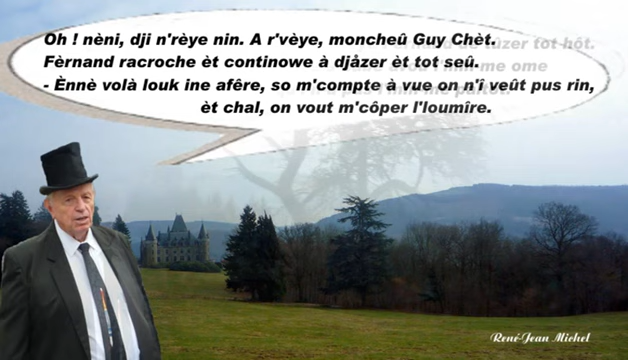 Oh ! nèni, dji n'rèye nin. A r'vèye, moncheû Guy Chèt.
Fèrnand racroche èt continowe à djåzer èt tot seû.
- Ènnè volà louk ine afêre, so m'compte à vue on n'î veût pus rin,
èt chal, on vout m'côper l'loumîre.
René-Jean Michel